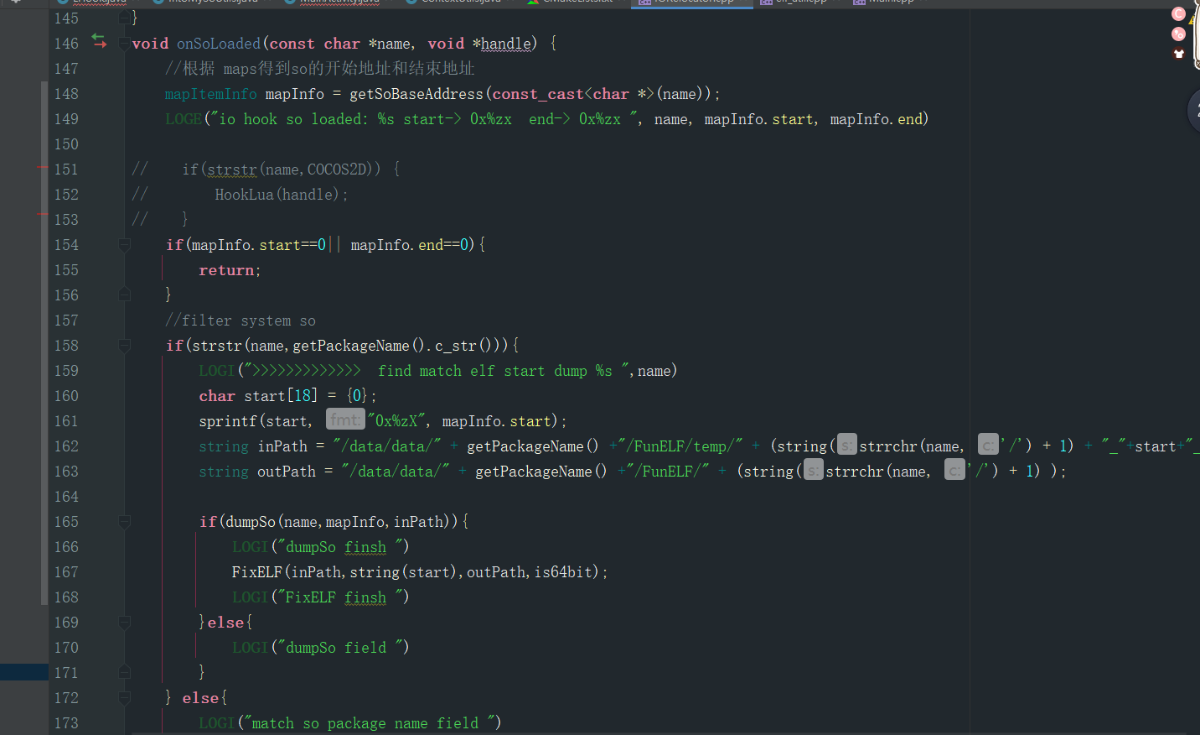 145 }
146 void onSoLoaded(const char *name, void *handle) {
147 //根据 maps得到so的开始地址和结束地址
148 mapItemInfo mapInfo = getSoBaseAddress(const_cast<char *>(name));
149 LOGE("io hook so loaded: %s start-> 0x%zx  end-> 0x%zx ", name, mapInfo.start, mapInfo.end)
150
151 //    if(strstr(name,COCOS2D)) {
152 //        HookLua(handle);
153 //    }
154 if(mapInfo.start==0|| mapInfo.end==0){
155 return;
156 }
157 //filter system so
158 if(strstr(name,getPackageName().c_str())){
159 LOGI(">>>>>>>>>>>>>  find match elf start dump %s ",name)
160 char start[18] = {0};
161 sprintf(start, fmt: "0x%zX", mapInfo.start);
162 string inPath = "/data/data/" + getPackageName() +"/FunELF/temp/" + (string( s: strrchr(name, c: '/') + 1) + "_"+start+"_
163 string outPath = "/data/data/" + getPackageName() +"/FunELF/" + (string( s: strrchr(name, c: '/') + 1) );
164
165 if(dumpSo(name,mapInfo,inPath)){
166 LOGI("dumpSo finsh ")
167 FixELF(inPath,string(start),outPath,is64bit);
168 LOGI("FixELF finsh ")
169 }else{
170 LOGI("dumpSo field ")
171 }
172 } else{
173 LOGI("match so package name field ")